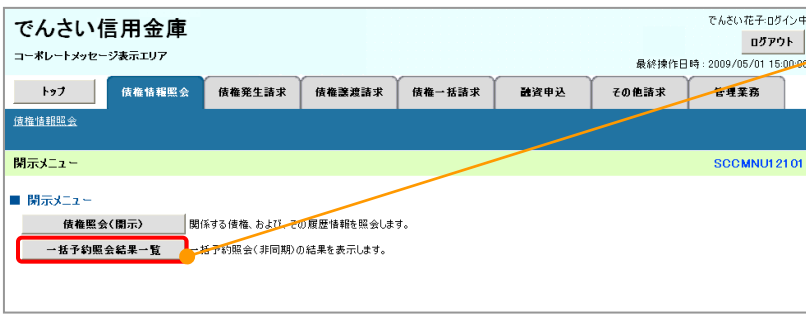 でんさい信用金庫
でんさい花子:ログイン中
ログアウト
コーポレートメッセージ表示エリア
最終操作日時：2009/05/01 15:00:00
トップ 債権情報照会 債権発生請求 債権譲渡請求 債権一括請求 融資申込 その他請求 管理業務
債権情報照会
開示メニュー SCCMNU12101
■ 開示メニュー
債権照会(開示) 関係する債権、および、その履歴情報を照会します。
一括予約照会結果一覧 一括予約照会(非同期)の結果を表示します。